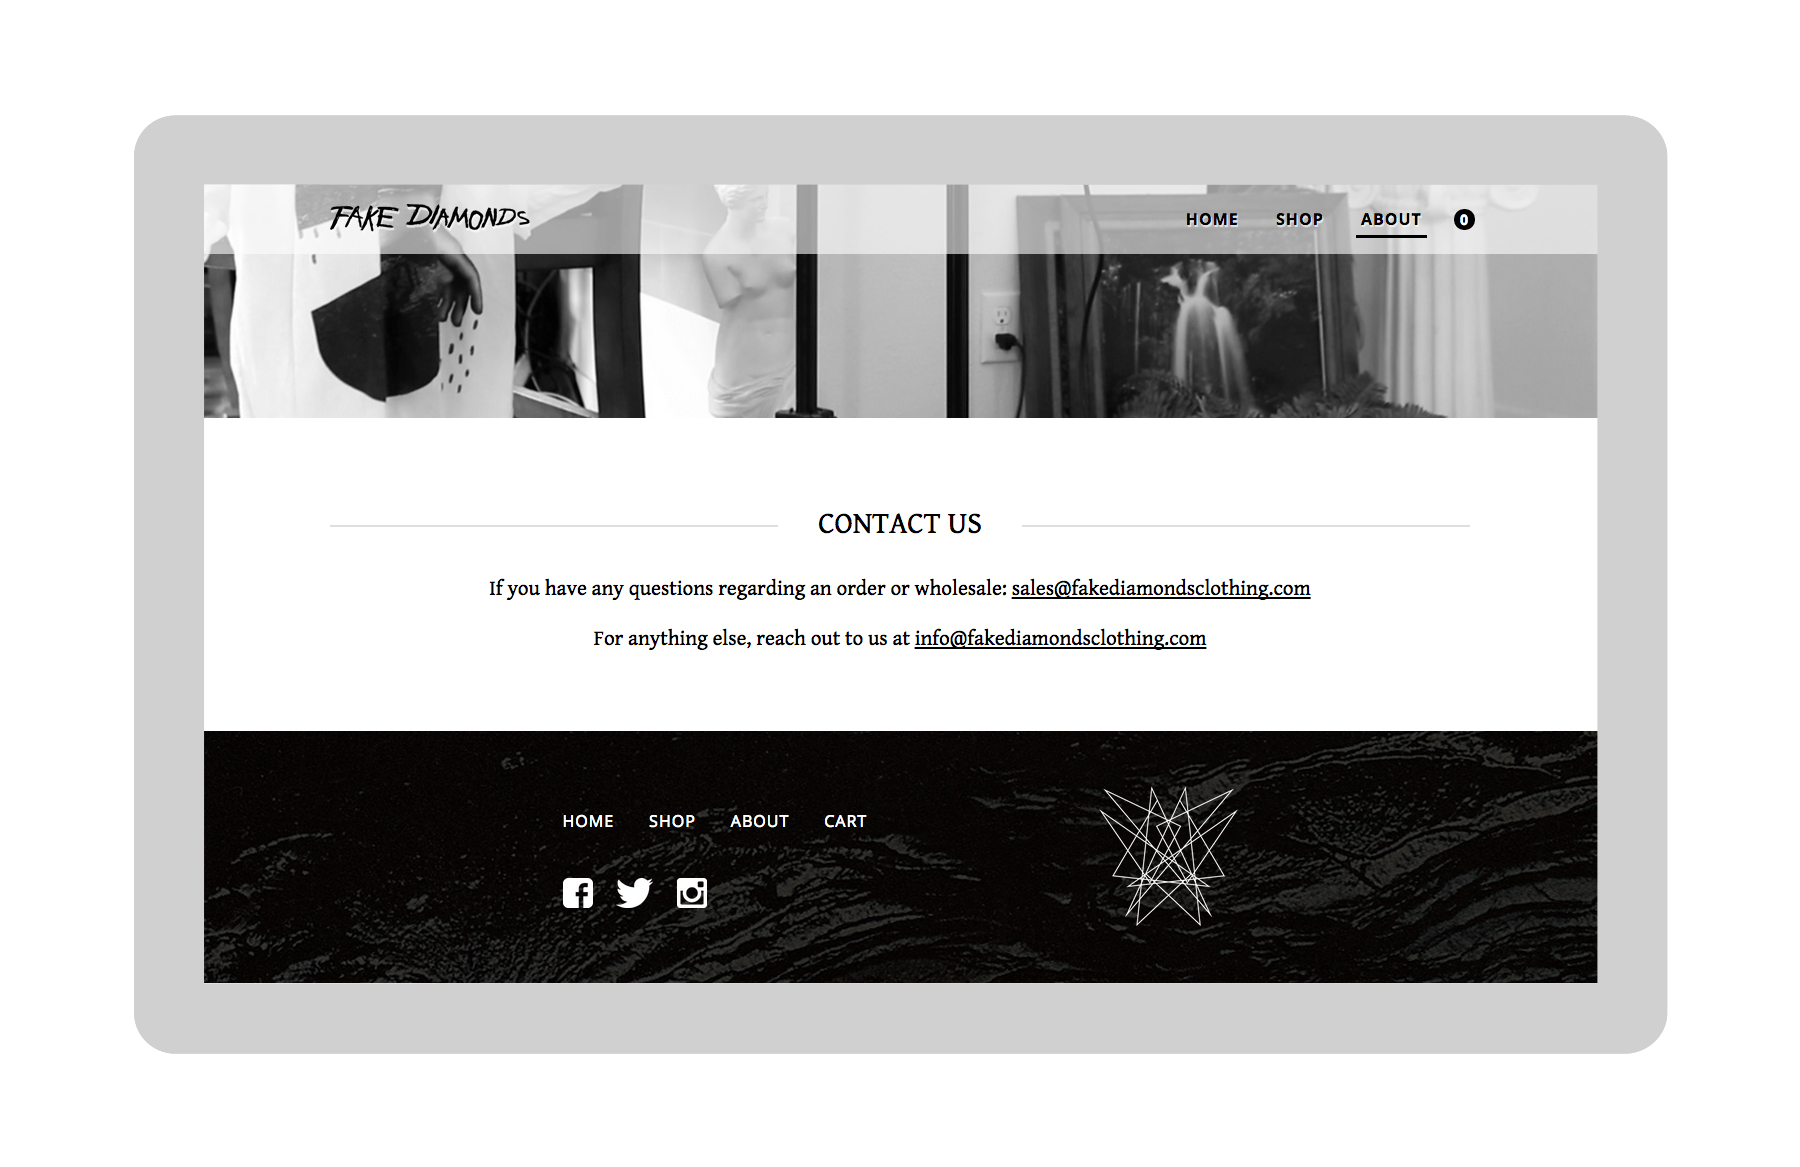 FAKE DIAMONDS
HOME SHOP ABOUT 0
CONTACT US
If you have any questions regarding an order or wholesale: sales@fakediamondsclothing.com
For anything else, reach out to us at info@fakediamondsclothing.com
HOME SHOP ABOUT CART